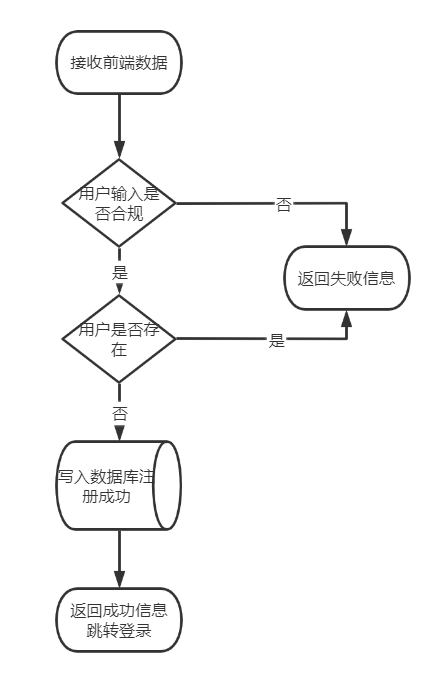 接收前端数据
用户输入是
否合规
否
返回失败信息
是
用户是否存
在
是
否
写入数据库注
册成功
返回成功信息
跳转登录